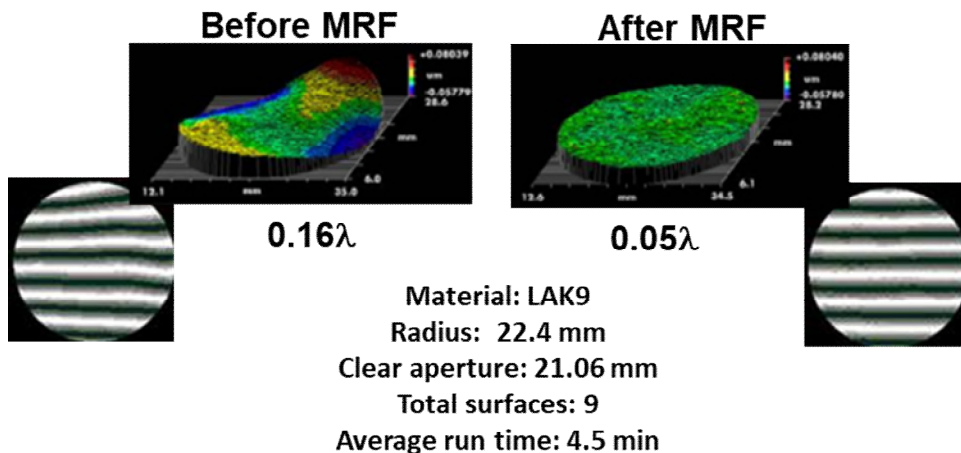 Before MRF
After MRF
+0.08039
um
-0.05779
28.6
mm
6.0
12.1
mm
35.0
+0.08040
um
-0.05780
28.2
mm
6.1
12.6
mm
34.5
0.16λ
0.05λ
Material: LAK9
Radius: 22.4 mm
Clear aperture: 21.06 mm
Total surfaces: 9
Average run time: 4.5 min